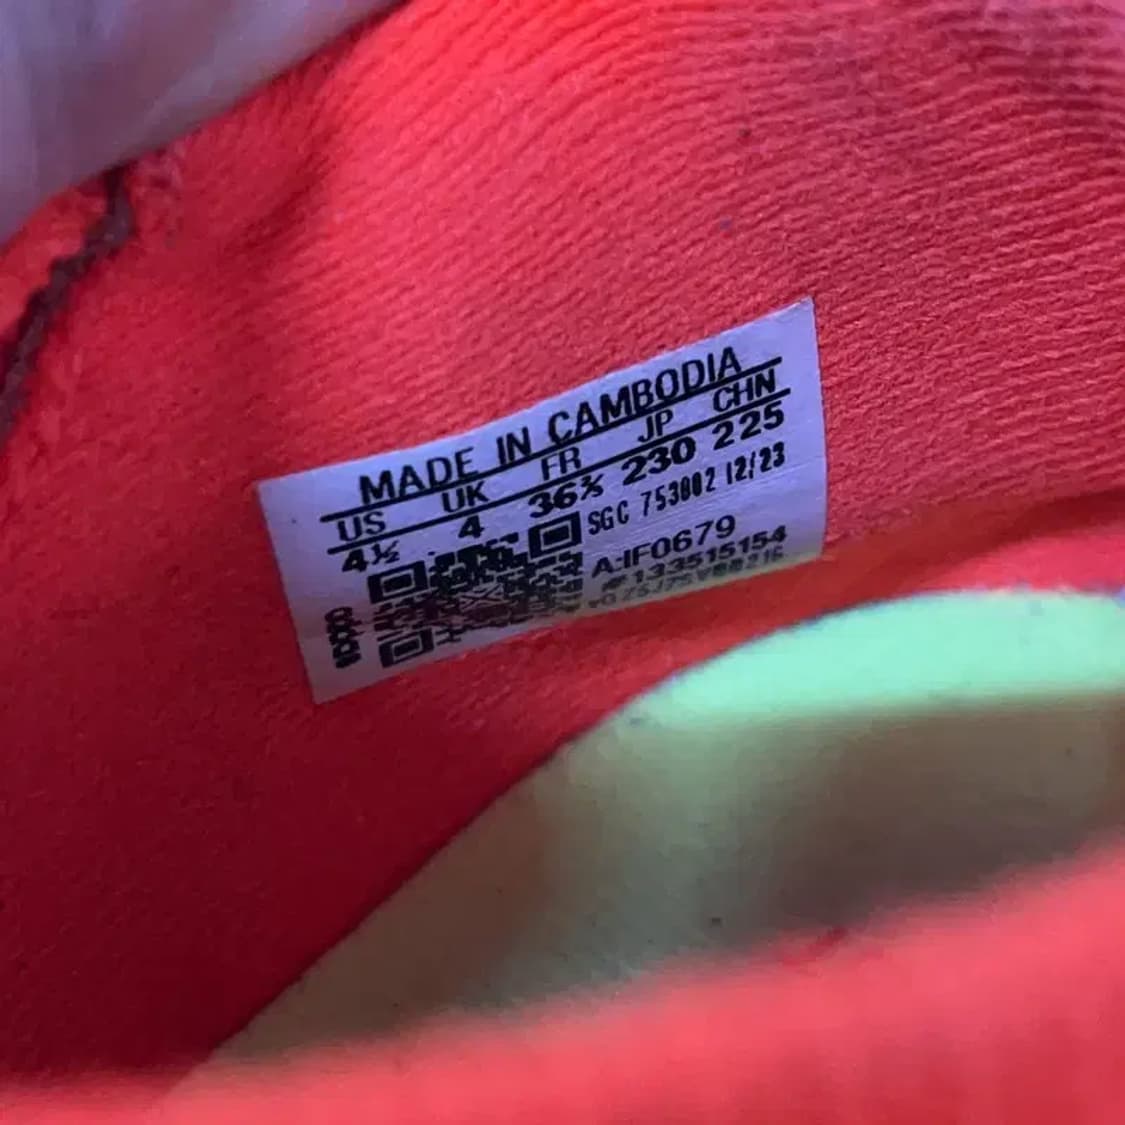 MADE IN CAMBODIA
US UK FR JP CHN
4½ 4 36⅔ 230 225
SGC 753002 12/23
A:IF0679
#133515154